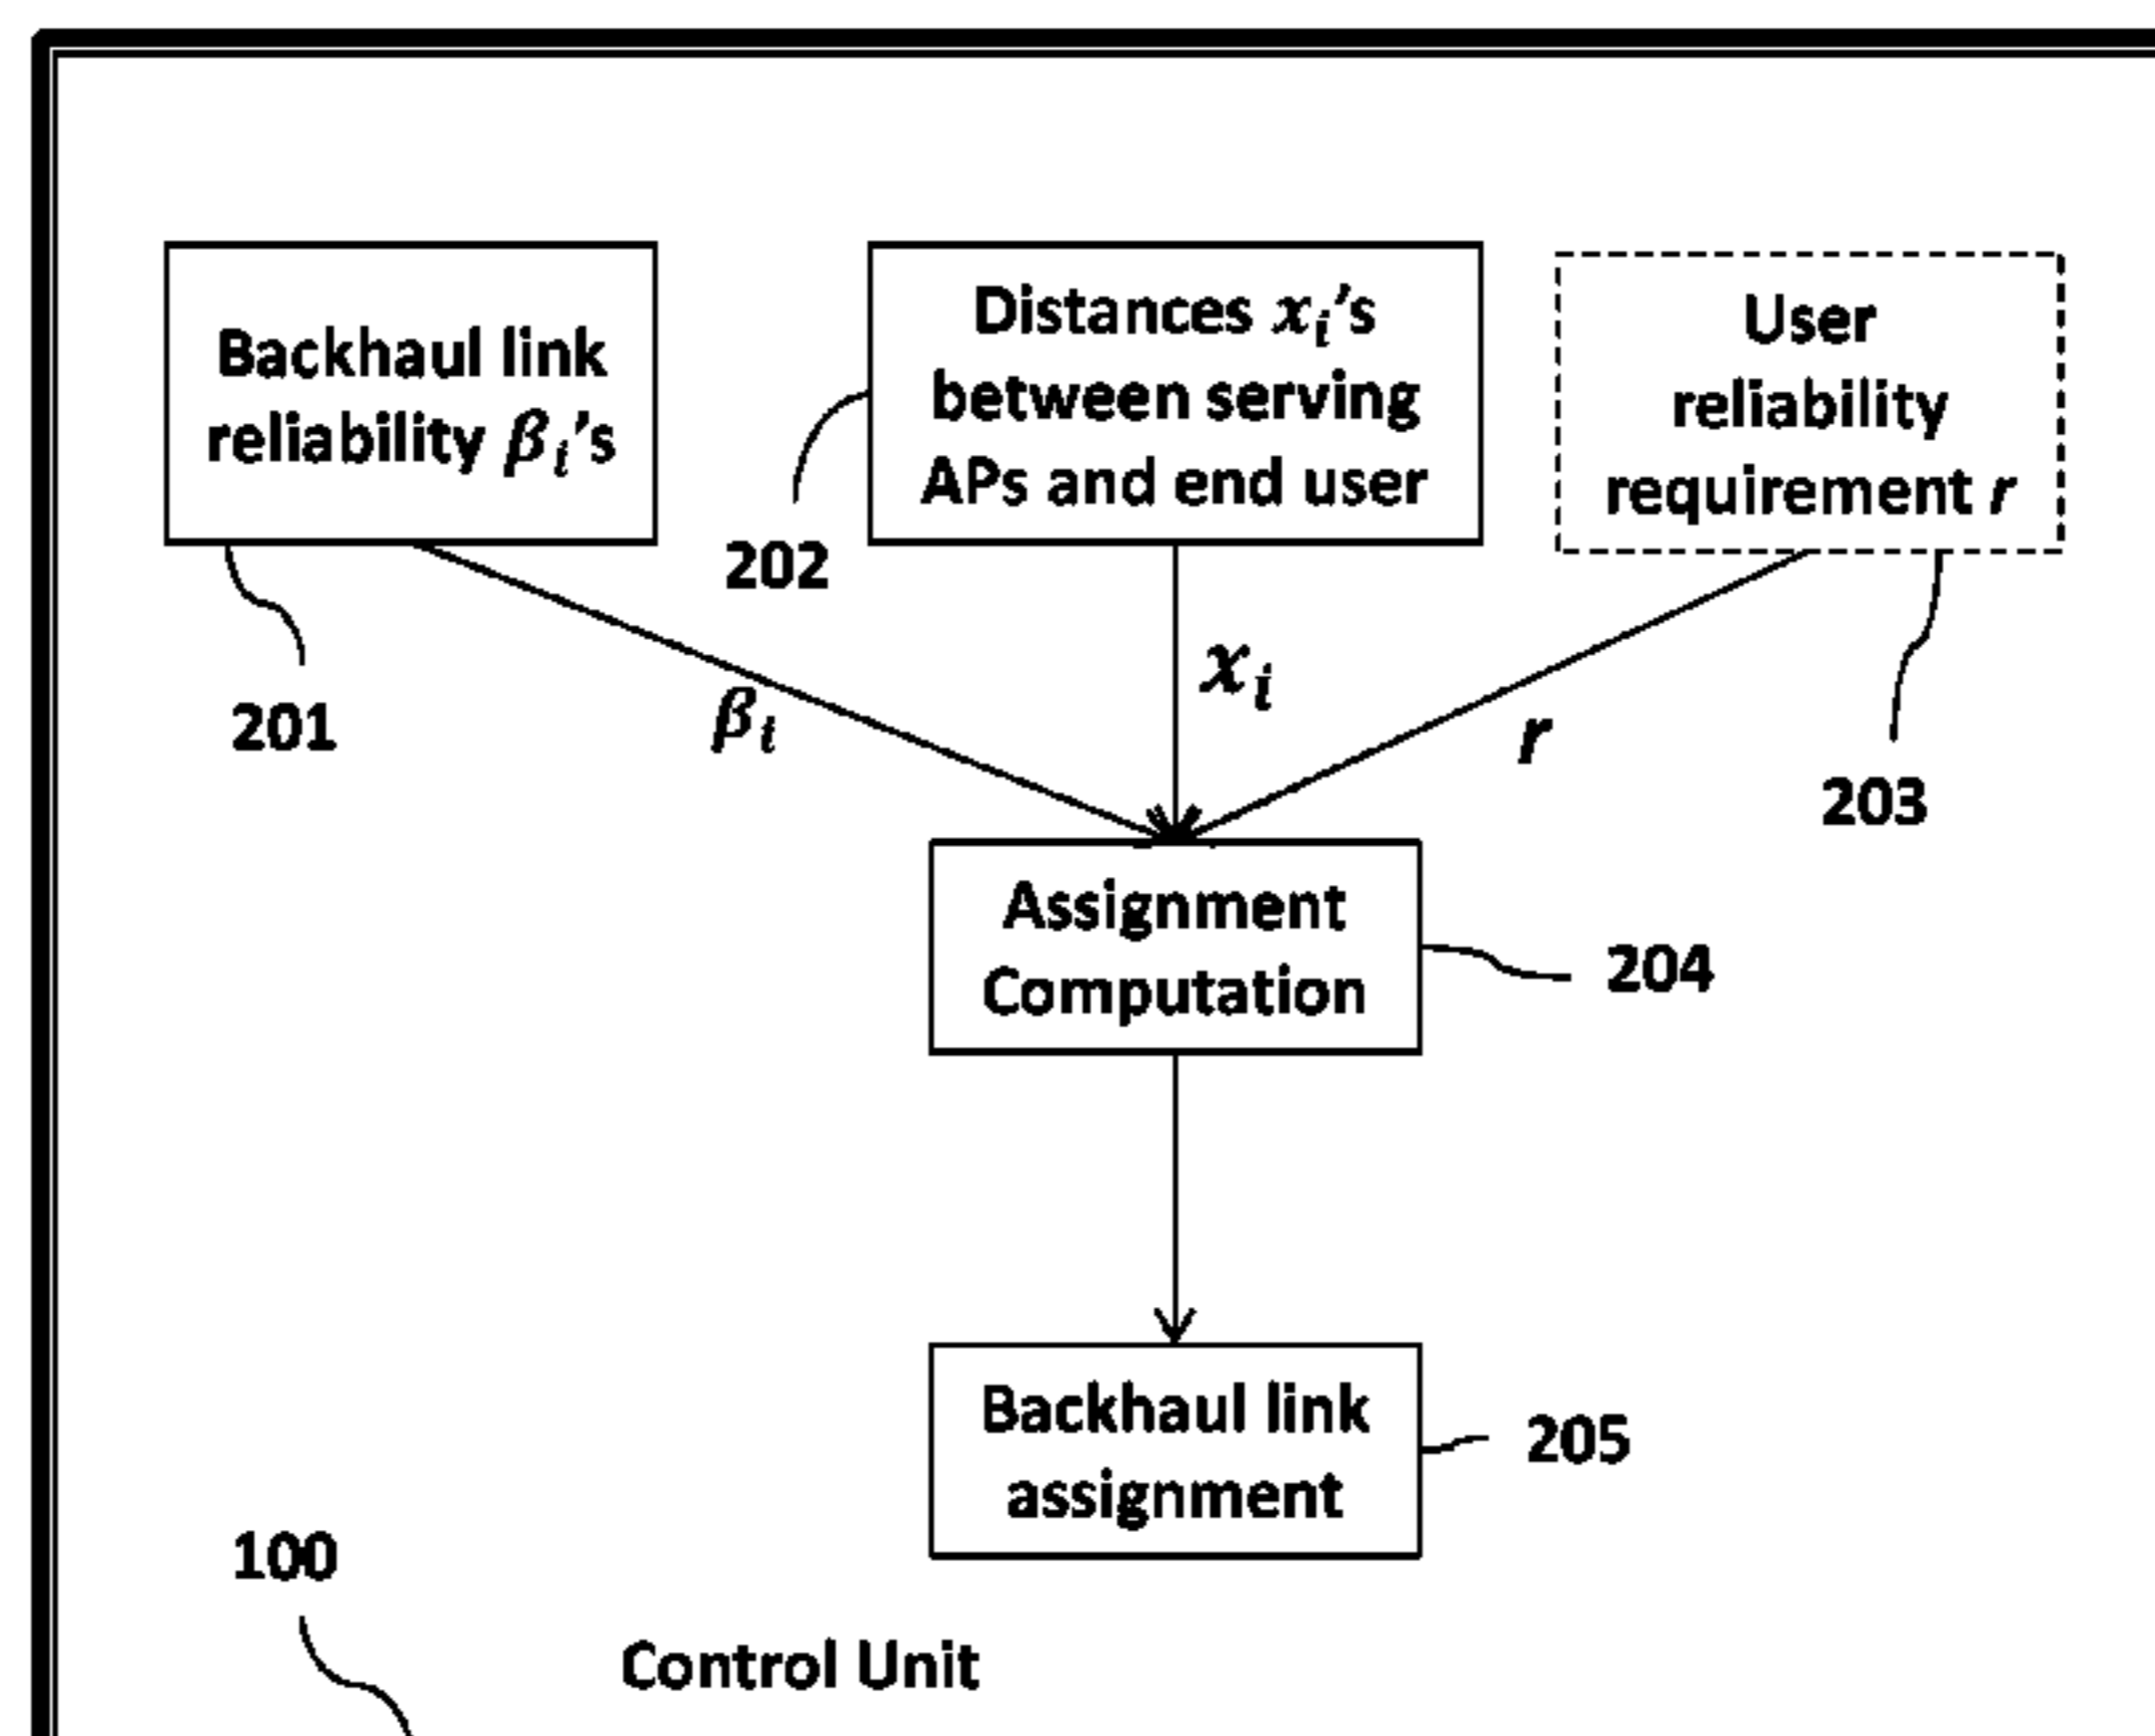 Backhaul link
reliability βᵢ's
Distances xᵢ's
between serving
APs and end user
User
reliability
requirement r
202
201
βᵢ
xᵢ
r
203
Assignment
Computation
204
Backhaul link
assignment
205
100
Control Unit